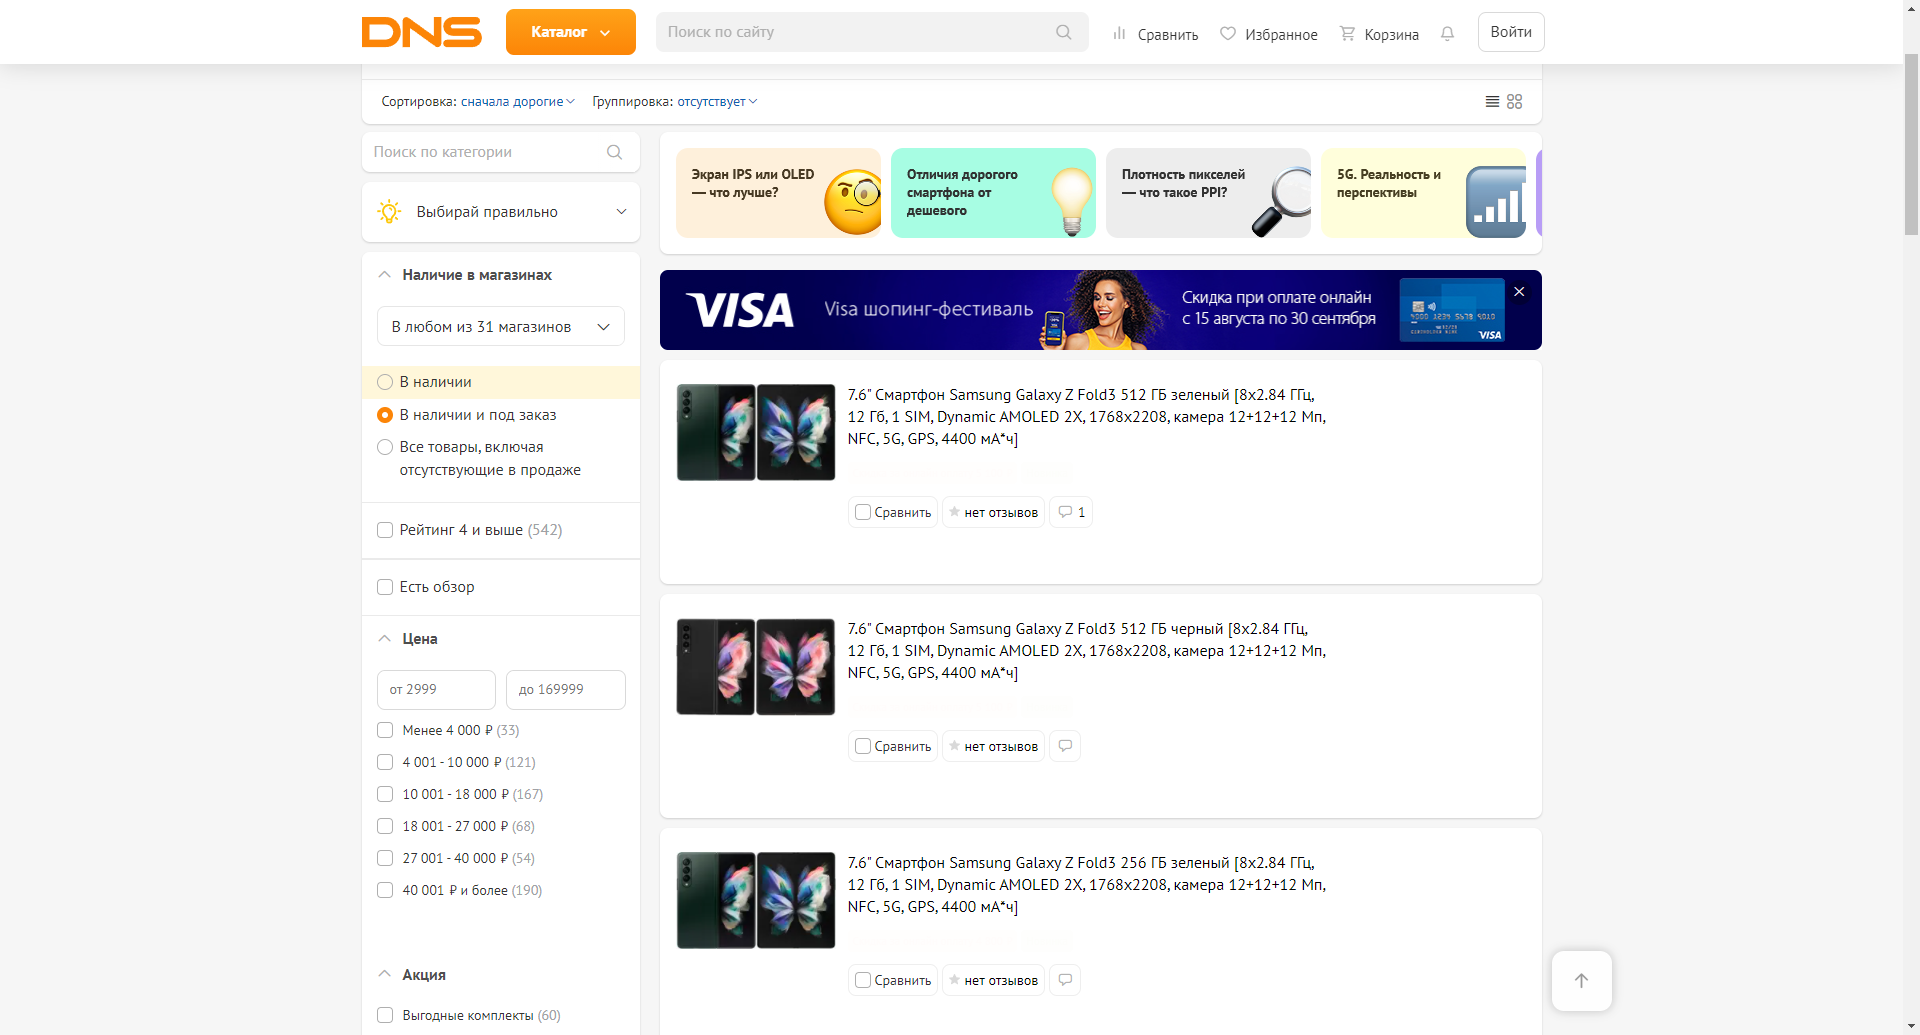 DNS
Каталог
Поиск по сайту
Сравнить
Избранное
Корзина
Войти
Сортировка: сначала дорогие
Группировка: отсутствует
Поиск по категории
Выбирай правильно
Наличие в магазинах
В любом из 31 магазинов
В наличии
В наличии и под заказ
Все товары, включая
отсутствующие в продаже
Рейтинг 4 и выше (542)
Есть обзор
Цена
от 2999
до 169999
Менее 4 000 ₽ (33)
4 001 - 10 000 ₽ (121)
10 001 - 18 000 ₽ (167)
18 001 - 27 000 ₽ (68)
27 001 - 40 000 ₽ (54)
40 001 ₽ и более (190)
Акция
Выгодные комплекты (60)
Экран IPS или OLED
— что лучше?
Отличия дорогого
смартфона от
дешевого
Плотность пикселей
— что такое PPI?
5G. Реальность и
перспективы
VISA
Visa шопинг-фестиваль
Скидка при оплате онлайн
с 15 августа по 30 сентября
4000 1234 5678 9010
VISA
7.6" Смартфон Samsung Galaxy Z Fold3 512 ГБ зеленый [8x2.84 ГГц,
12 Гб, 1 SIM, Dynamic AMOLED 2X, 1768x2208, камера 12+12+12 Мп,
NFC, 5G, GPS, 4400 мА*ч]
Сравнить
нет отзывов
1
7.6" Смартфон Samsung Galaxy Z Fold3 512 ГБ черный [8x2.84 ГГц,
12 Гб, 1 SIM, Dynamic AMOLED 2X, 1768x2208, камера 12+12+12 Мп,
NFC, 5G, GPS, 4400 мА*ч]
Сравнить
нет отзывов
7.6" Смартфон Samsung Galaxy Z Fold3 256 ГБ зеленый [8x2.84 ГГц,
12 Гб, 1 SIM, Dynamic AMOLED 2X, 1768x2208, камера 12+12+12 Мп,
NFC, 5G, GPS, 4400 мА*ч]
Сравнить
нет отзывов